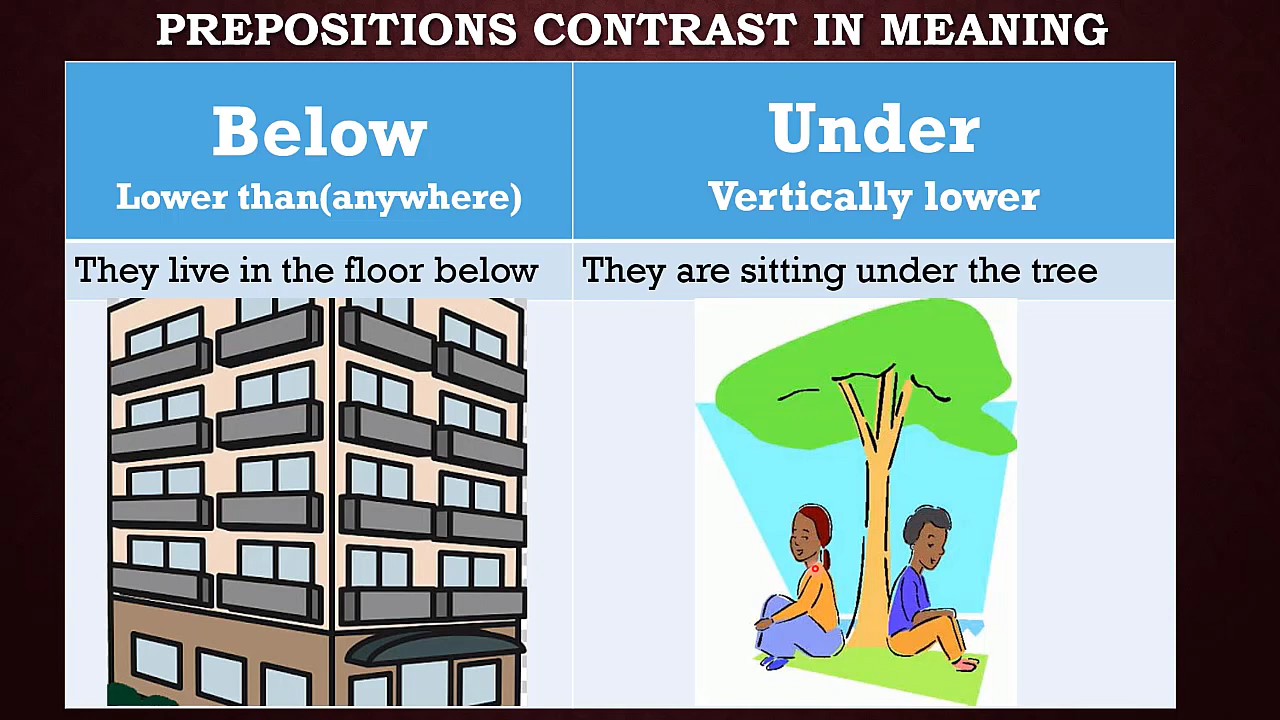 PREPOSITIONS CONTRAST IN MEANING
Below
Lower than(anywhere)
Under
Vertically lower
They live in the floor below
They are sitting under the tree